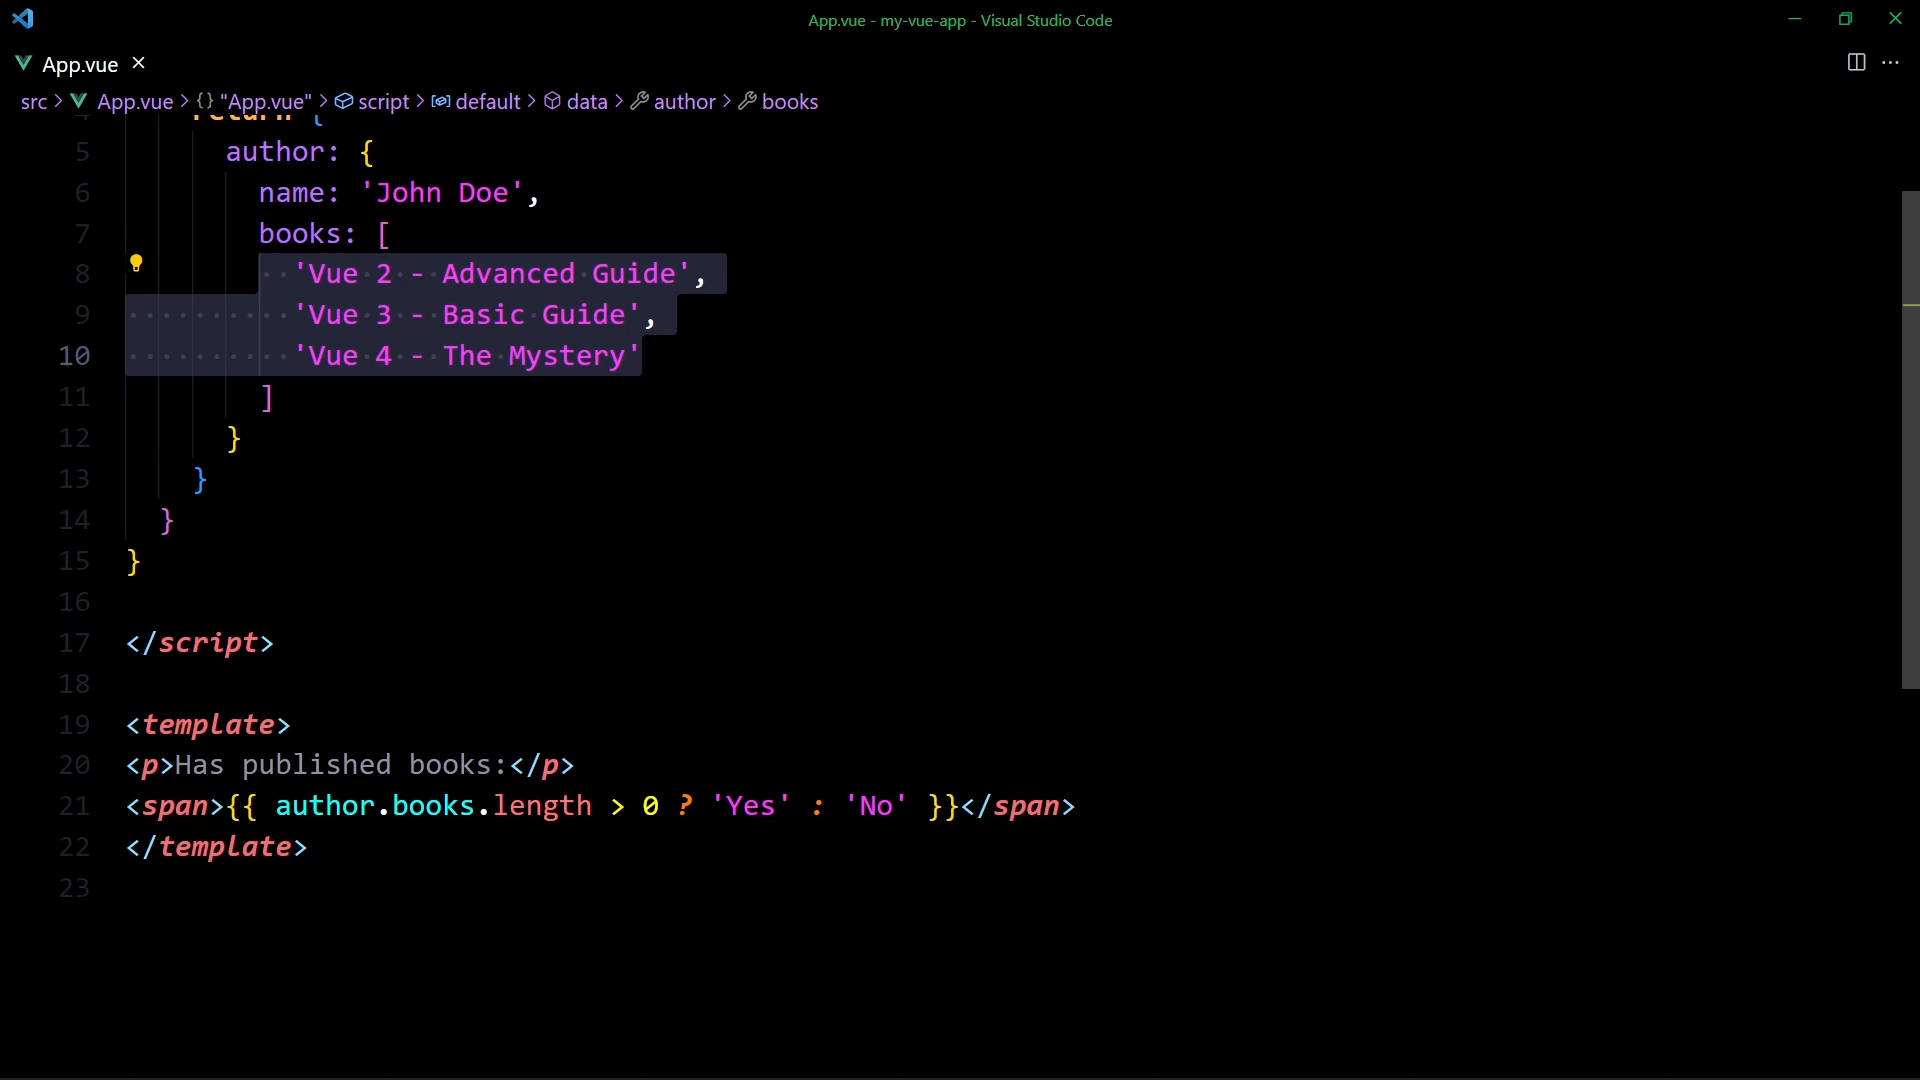 App.vue - my-vue-app - Visual Studio Code
App.vue
src > App.vue > {} "App.vue" > script > default > data > author > books
4 return {
5 author: {
6 name: 'John Doe',
7 books: [
8 'Vue 2 - Advanced Guide',
9 'Vue 3 - Basic Guide',
10 'Vue 4 - The Mystery'
11 ]
12 }
13 }
14 }
15 }
16
17 </script>
18
19 <template>
20 <p>Has published books:</p>
21 <span>{{ author.books.length > 0 ? 'Yes' : 'No' }}</span>
22 </template>
23